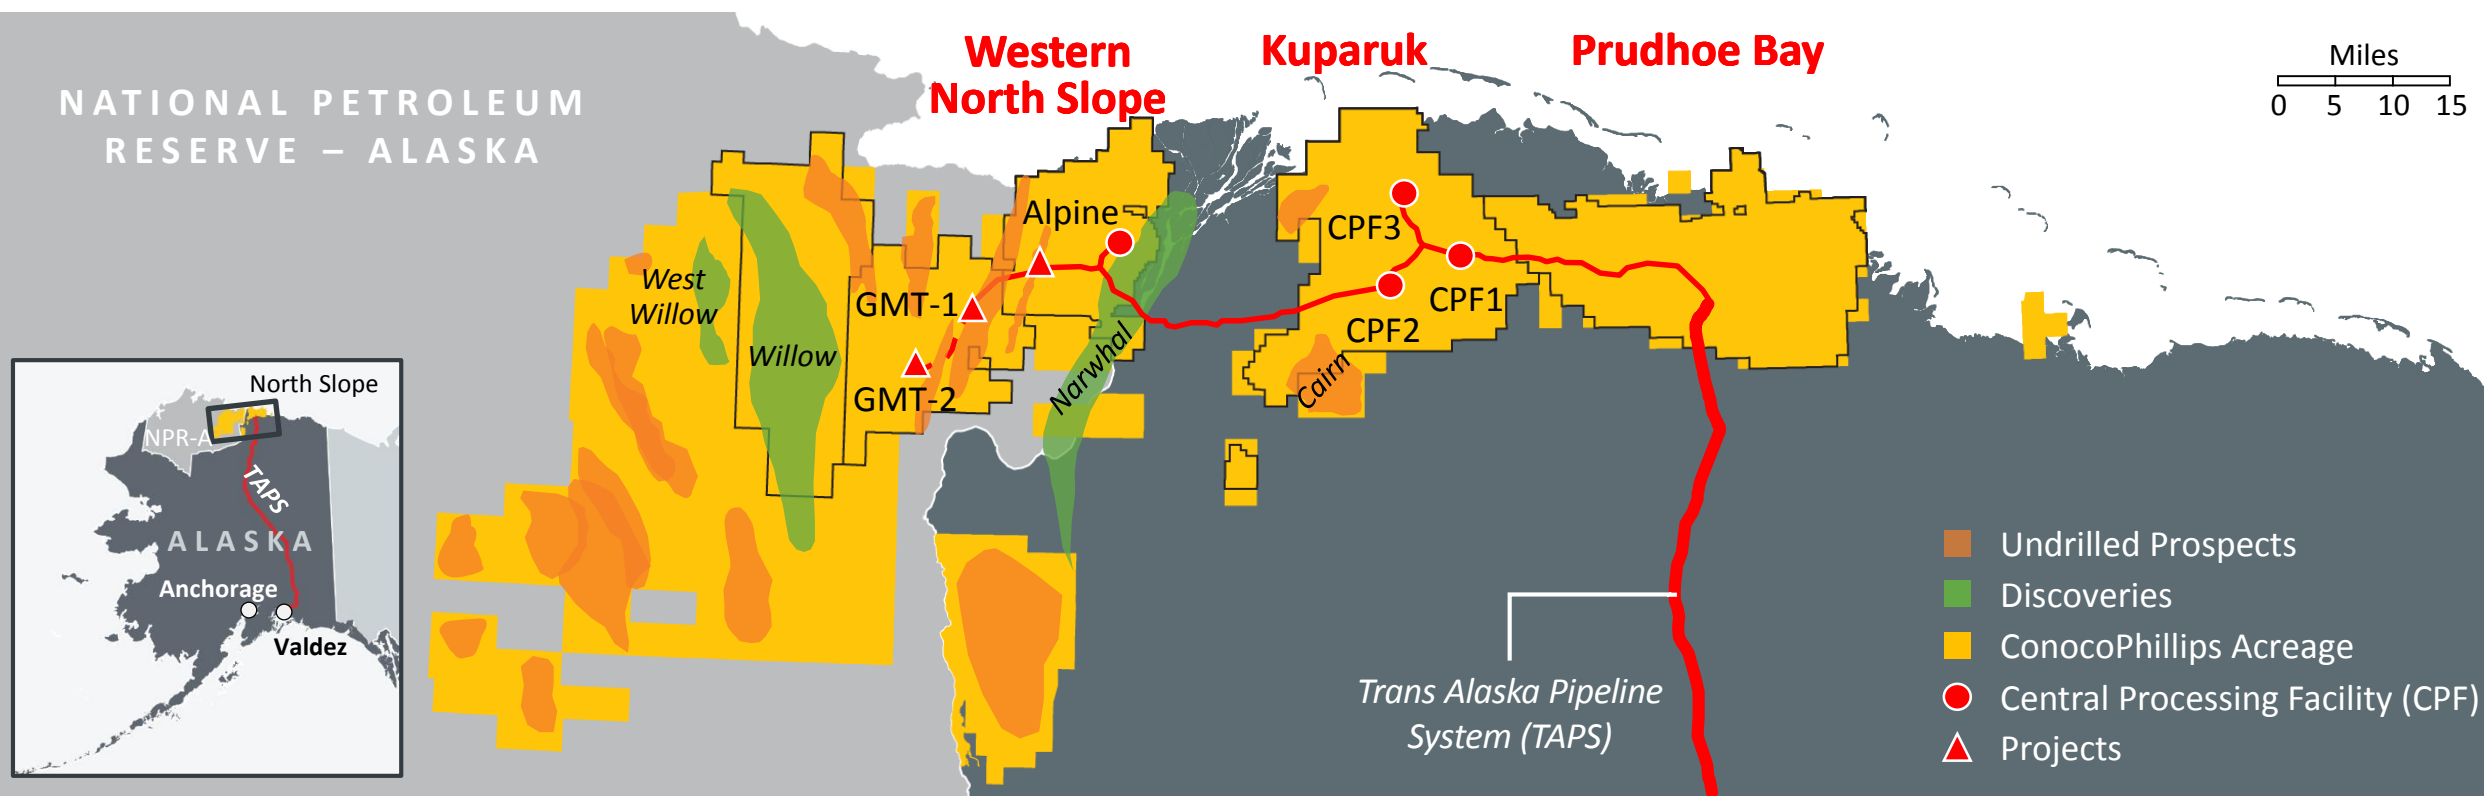 Western
North Slope
Kuparuk
Prudhoe Bay
Miles
0 5 10 15
NATIONAL PETROLEUM
RESERVE – ALASKA
Alpine
CPF3
West
Willow
GMT-1
CPF1
CPF2
Willow
Narwhal
Cairn
GMT-2
North Slope
NPR-A
TAPS
ALASKA
Anchorage
Valdez
Trans Alaska Pipeline
System (TAPS)
Undrilled Prospects
Discoveries
ConocoPhillips Acreage
Central Processing Facility (CPF)
Projects